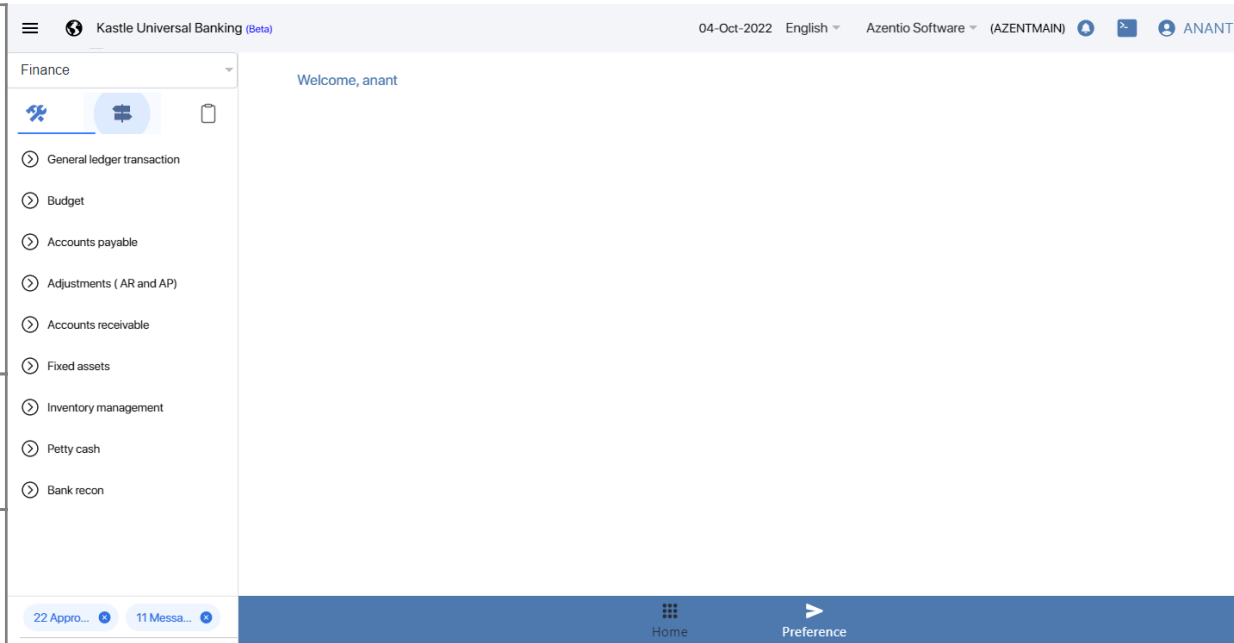 Kastle Universal Banking (Beta)
04-Oct-2022 English Azentio Software (AZENTMAIN) ANANT
Finance
Welcome, anant
General ledger transaction
Budget
Accounts payable
Adjustments ( AR and AP)
Accounts receivable
Fixed assets
Inventory management
Petty cash
Bank recon
22 Appro... 11 Messa...
Home Preference